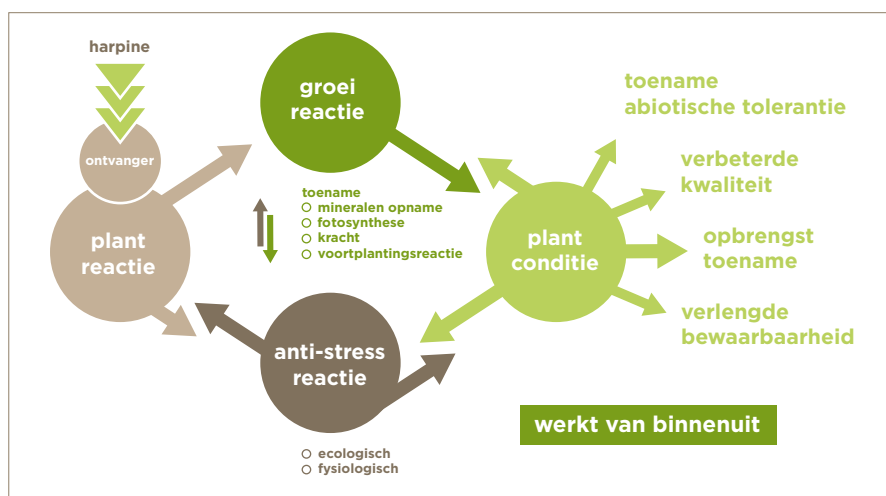 harpine
ontvanger
plant
reactie
groei
reactie
toename
mineralen opname
fotosynthese
kracht
voortplantingsreactie
anti-stress
reactie
ecologisch
fysiologisch
plant
conditie
toename
abiotische tolerantie
verbeterde
kwaliteit
opbrengst
toename
verlengde
bewaarbaarheid
werkt van binnenuit